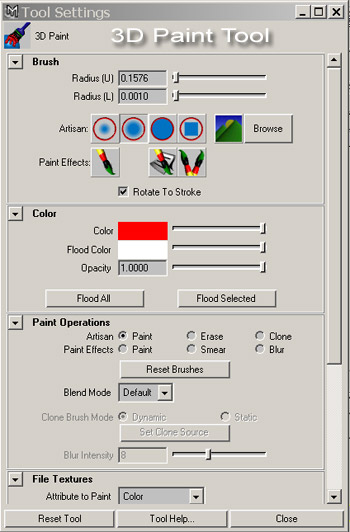 Tool Settings
3D Paint 3D Paint Tool
Brush
Radius (U) 0.1576
Radius (L) 0.0010
Artisan: Browse
Paint Effects:
Rotate To Stroke
Color
Color
Flood Color
Opacity 1.0000
Flood All Flood Selected
Paint Operations
Artisan Paint Erase Clone
Paint Effects: Paint Smear Blur
Reset Brushes
Blend Mode Default
Clone Brush Mode Dynamic Static
Set Clone Source
Blur Intensity 8
File Textures
Attribute to Paint Color
Reset Tool Tool Help... Close